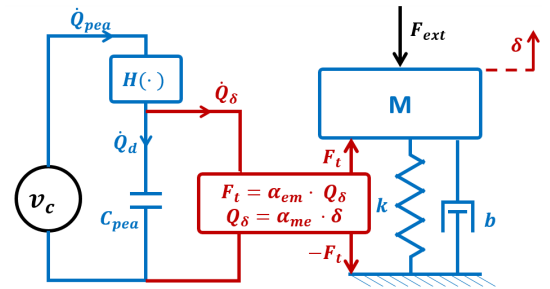 Q̇_pea
F_ext
δ
H(·)
Q̇_δ
M
Q̇_d
F_t
v_c
C_pea
F_t = α_em · Q_δ
Q_δ = α_me · δ
k
b
−F_t